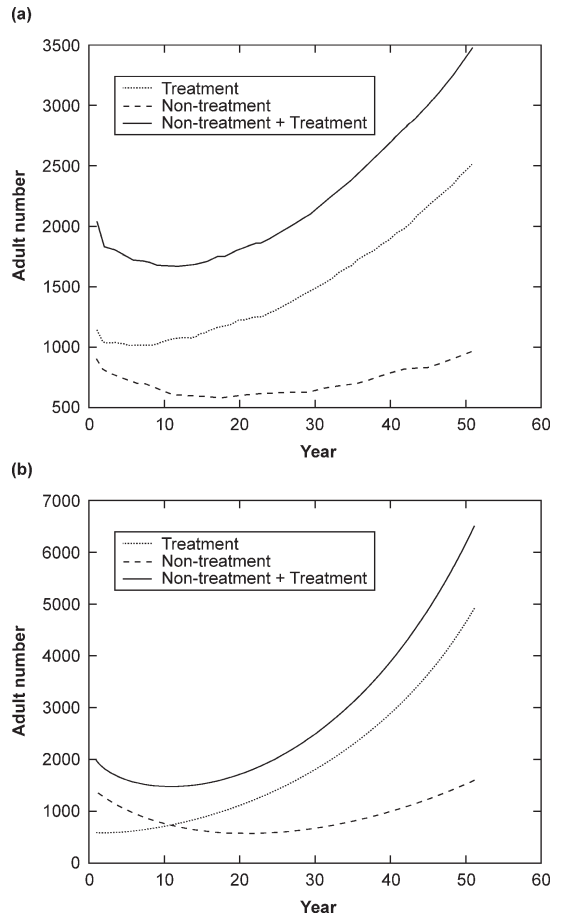 (a)
3500
3000
2500
2000
1500
1000
500
Adult number
Treatment
Non-treatment
Non-treatment + Treatment
0 10 20 30 40 50 60
Year
(b)
7000
6000
5000
4000
3000
2000
1000
0
Adult number
Treatment
Non-treatment
Non-treatment + Treatment
0 10 20 30 40 50 60
Year